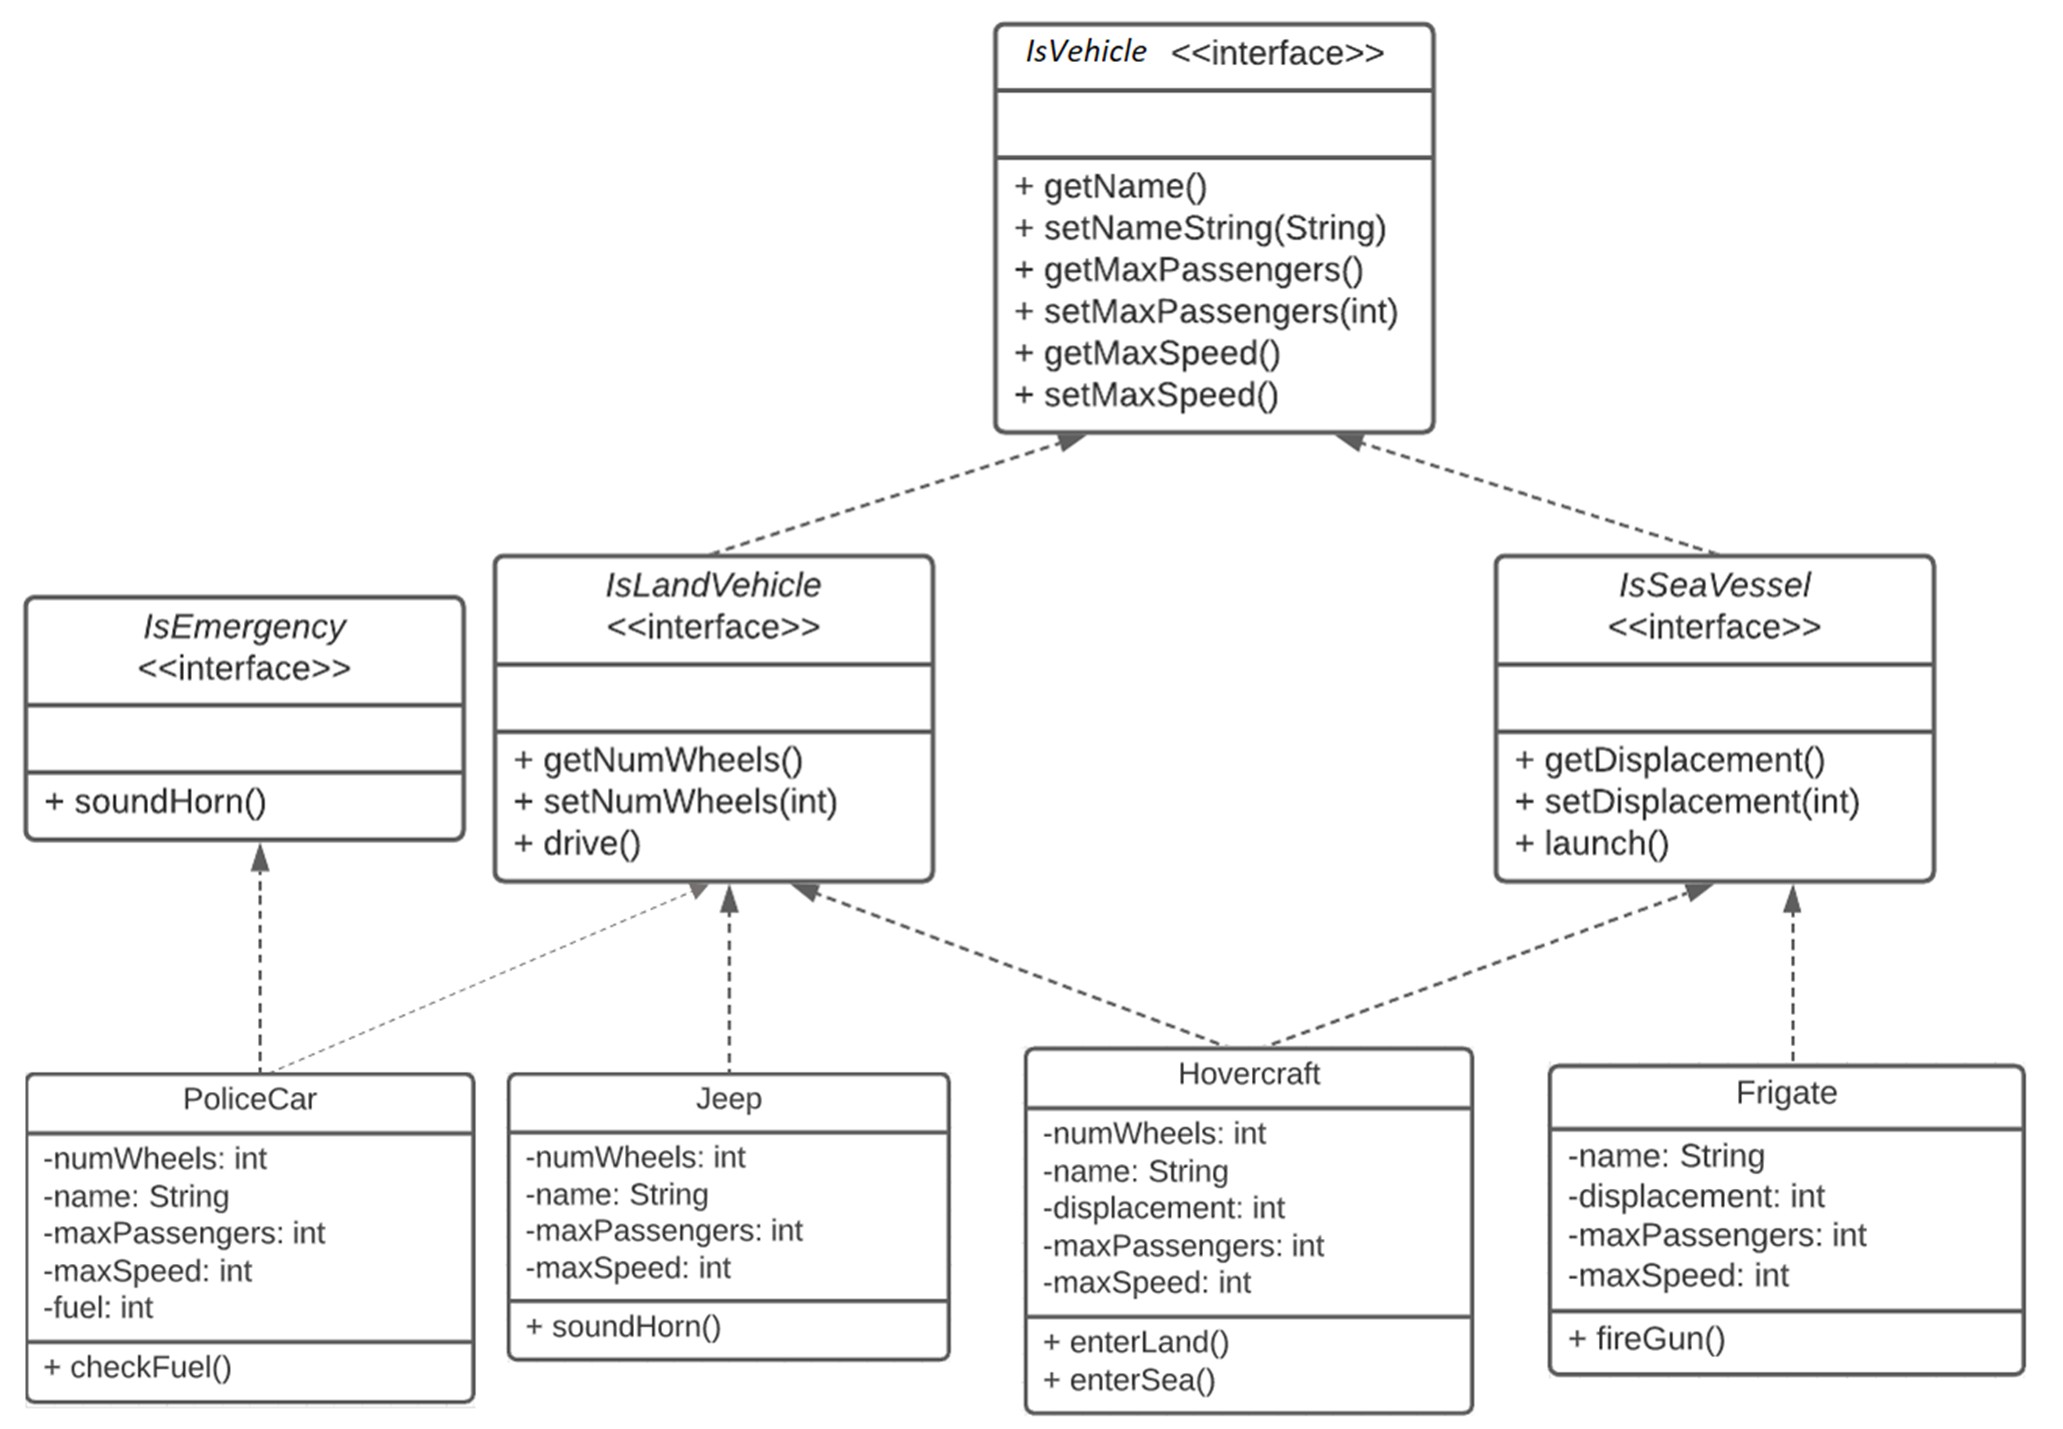 IsVehicle <<interface>>
+ getName()
+ setNameString(String)
+ getMaxPassengers()
+ setMaxPassengers(int)
+ getMaxSpeed()
+ setMaxSpeed()
IsEmergency
<<interface>>
+ soundHorn()
IsLandVehicle
<<interface>>
+ getNumWheels()
+ setNumWheels(int)
+ drive()
IsSeaVessel
<<interface>>
+ getDisplacement()
+ setDisplacement(int)
+ launch()
PoliceCar
-numWheels: int
-name: String
-maxPassengers: int
-maxSpeed: int
-fuel: int
+ checkFuel()
Jeep
-numWheels: int
-name: String
-maxPassengers: int
-maxSpeed: int
+ soundHorn()
Hovercraft
-numWheels: int
-name: String
-displacement: int
-maxPassengers: int
-maxSpeed: int
+ enterLand()
+ enterSea()
Frigate
-name: String
-displacement: int
-maxPassengers: int
-maxSpeed: int
+ fireGun()